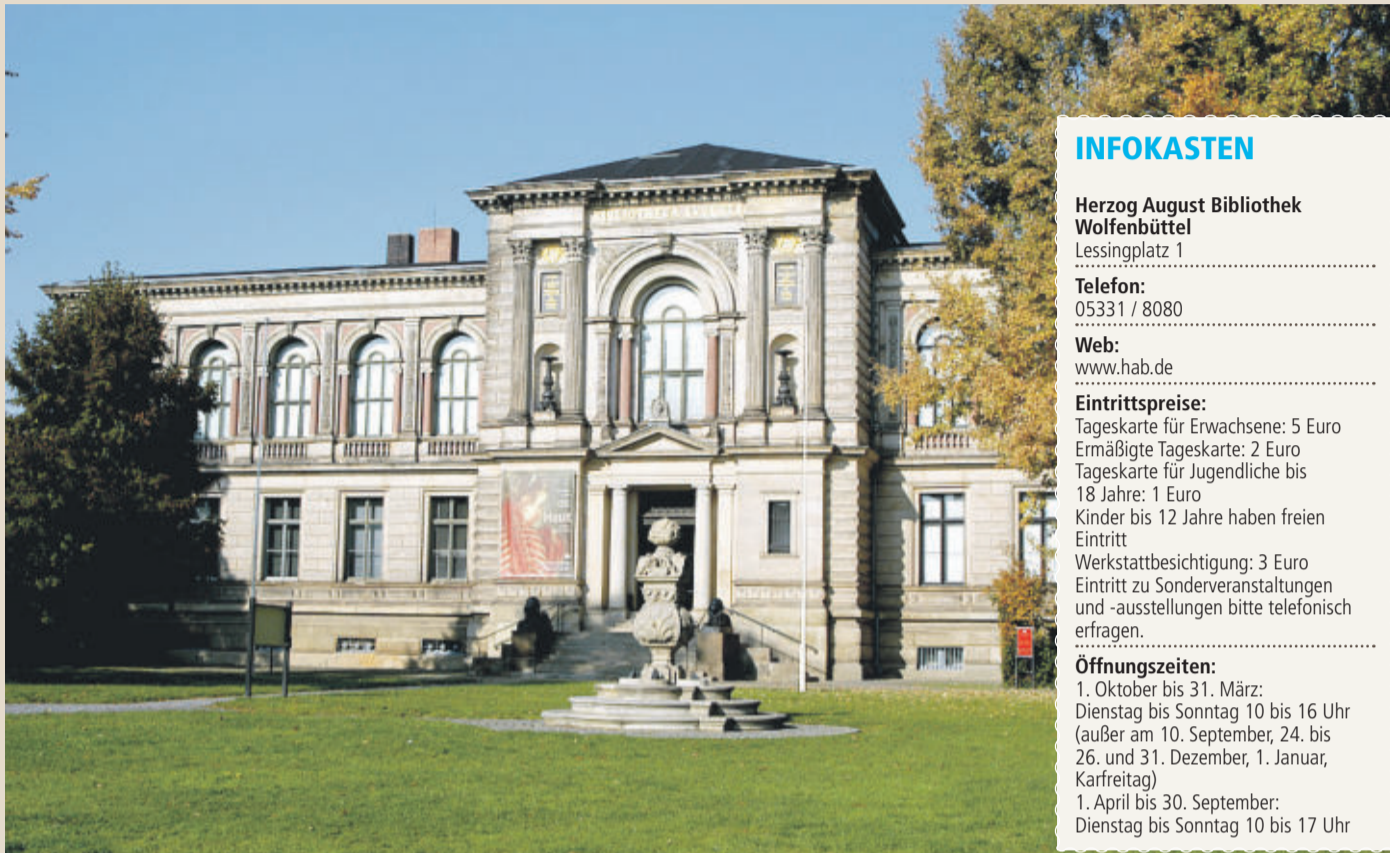 INFOKASTEN
Herzog August Bibliothek
Wolfenbüttel
Lessingplatz 1
Telefon:
05331 / 8080
Web:
www.hab.de
Eintrittspreise:
Tageskarte für Erwachsene: 5 Euro
Ermäßigte Tageskarte: 2 Euro
Tageskarte für Jugendliche bis
18 Jahre: 1 Euro
Kinder bis 12 Jahre haben freien
Eintritt
Werkstattbesichtigung: 3 Euro
Eintritt zu Sonderveranstaltungen
und -ausstellungen bitte telefonisch
erfragen.
Öffnungszeiten:
1. Oktober bis 31. März:
Dienstag bis Sonntag 10 bis 16 Uhr
(außer am 10. September, 24. bis
26. und 31. Dezember, 1. Januar,
Karfreitag)
1. April bis 30. September:
Dienstag bis Sonntag 10 bis 17 Uhr